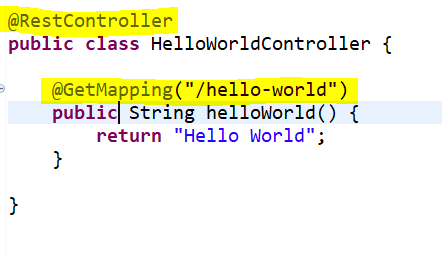 @RestController
public class HelloWorldController {
@GetMapping("/hello-world")
public String helloWorld() {
return "Hello World";
}
}